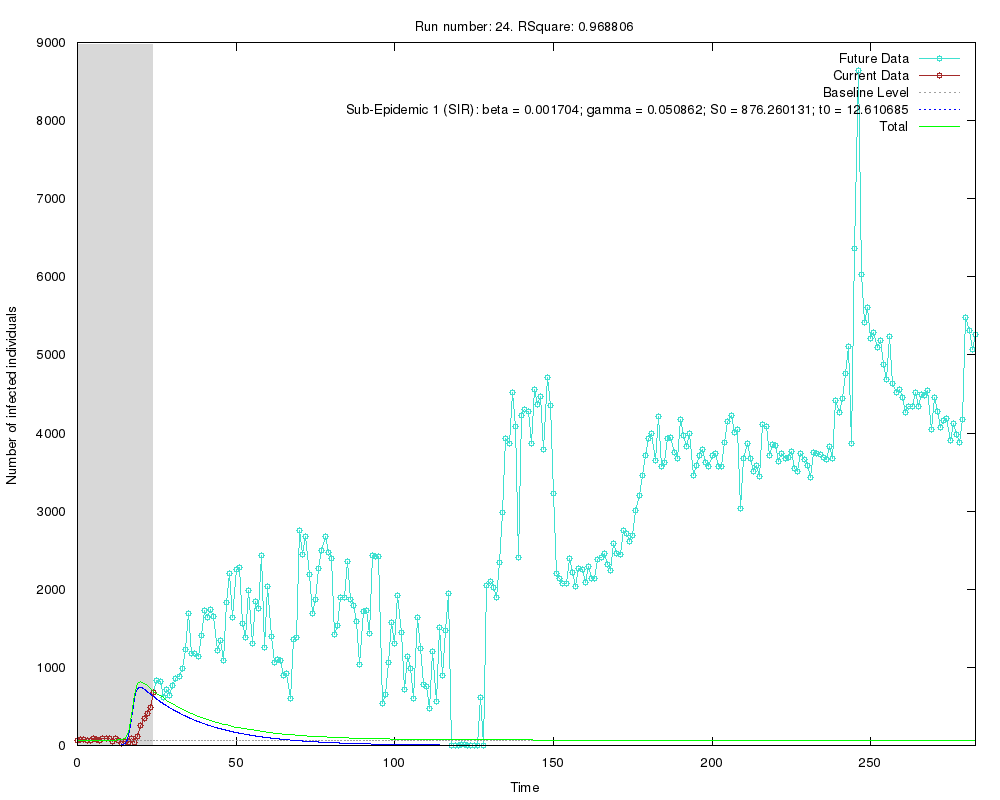 Run number: 24. RSquare: 0.968806
9000
8000
7000
6000
5000
4000
3000
2000
1000
0
Number of infected individuals
Future Data
Current Data
Baseline Level
Sub-Epidemic 1 (SIR): beta = 0.001704; gamma = 0.050862; S0 = 876.260131; t0 = 12.610685
Total
0 50 100 150 200 250
Time